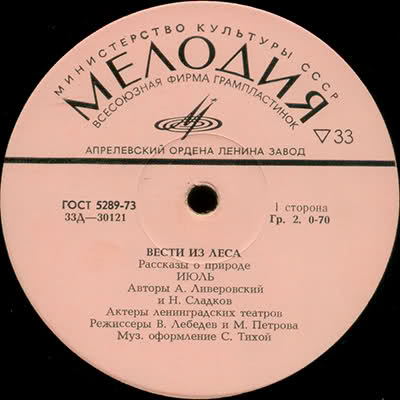 МИНИСТЕРСТВО КУЛЬТУРЫ СССР
МЕЛОДИЯ
ВСЕСОЮЗНАЯ ФИРМА ГРАМПЛАСТИНОК
▽33
АПРЕЛЕВСКИЙ ОРДЕНА ЛЕНИНА ЗАВОД
ГОСТ 5289-73
33Д—30121
1 сторона
Гр. 2. 0-70
ВЕСТИ ИЗ ЛЕСА
Рассказы о природе
ИЮЛЬ
Авторы А. Ливеровский
и Н. Сладков
Актеры ленинградских театров
Режиссеры В. Лебедев и М. Петрова
Муз. оформление С. Тихой